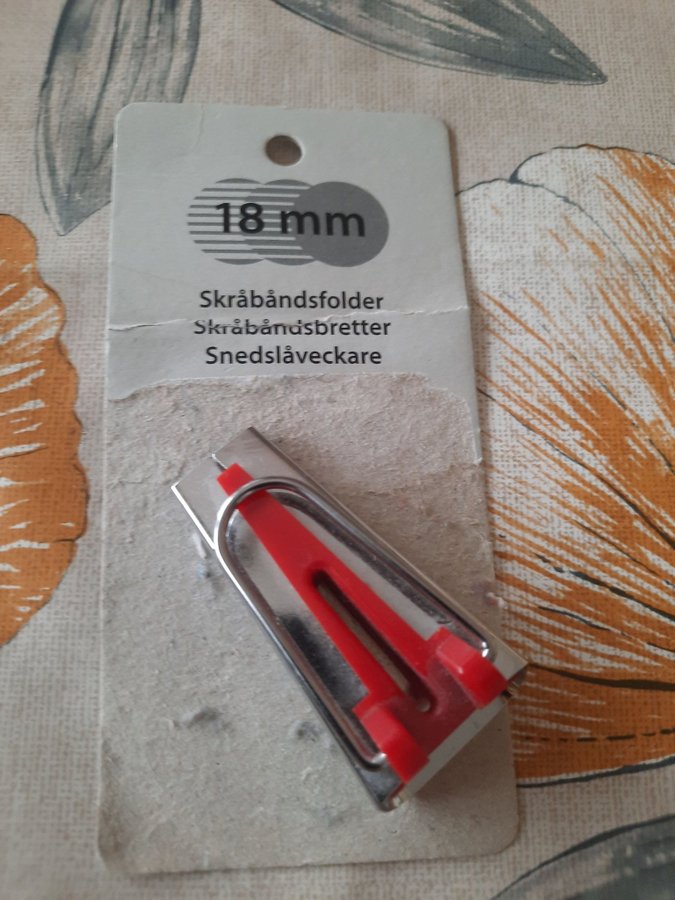 18 mm
Skråbåndsfolder
Skråbåndsbretter
Snedslåveckare